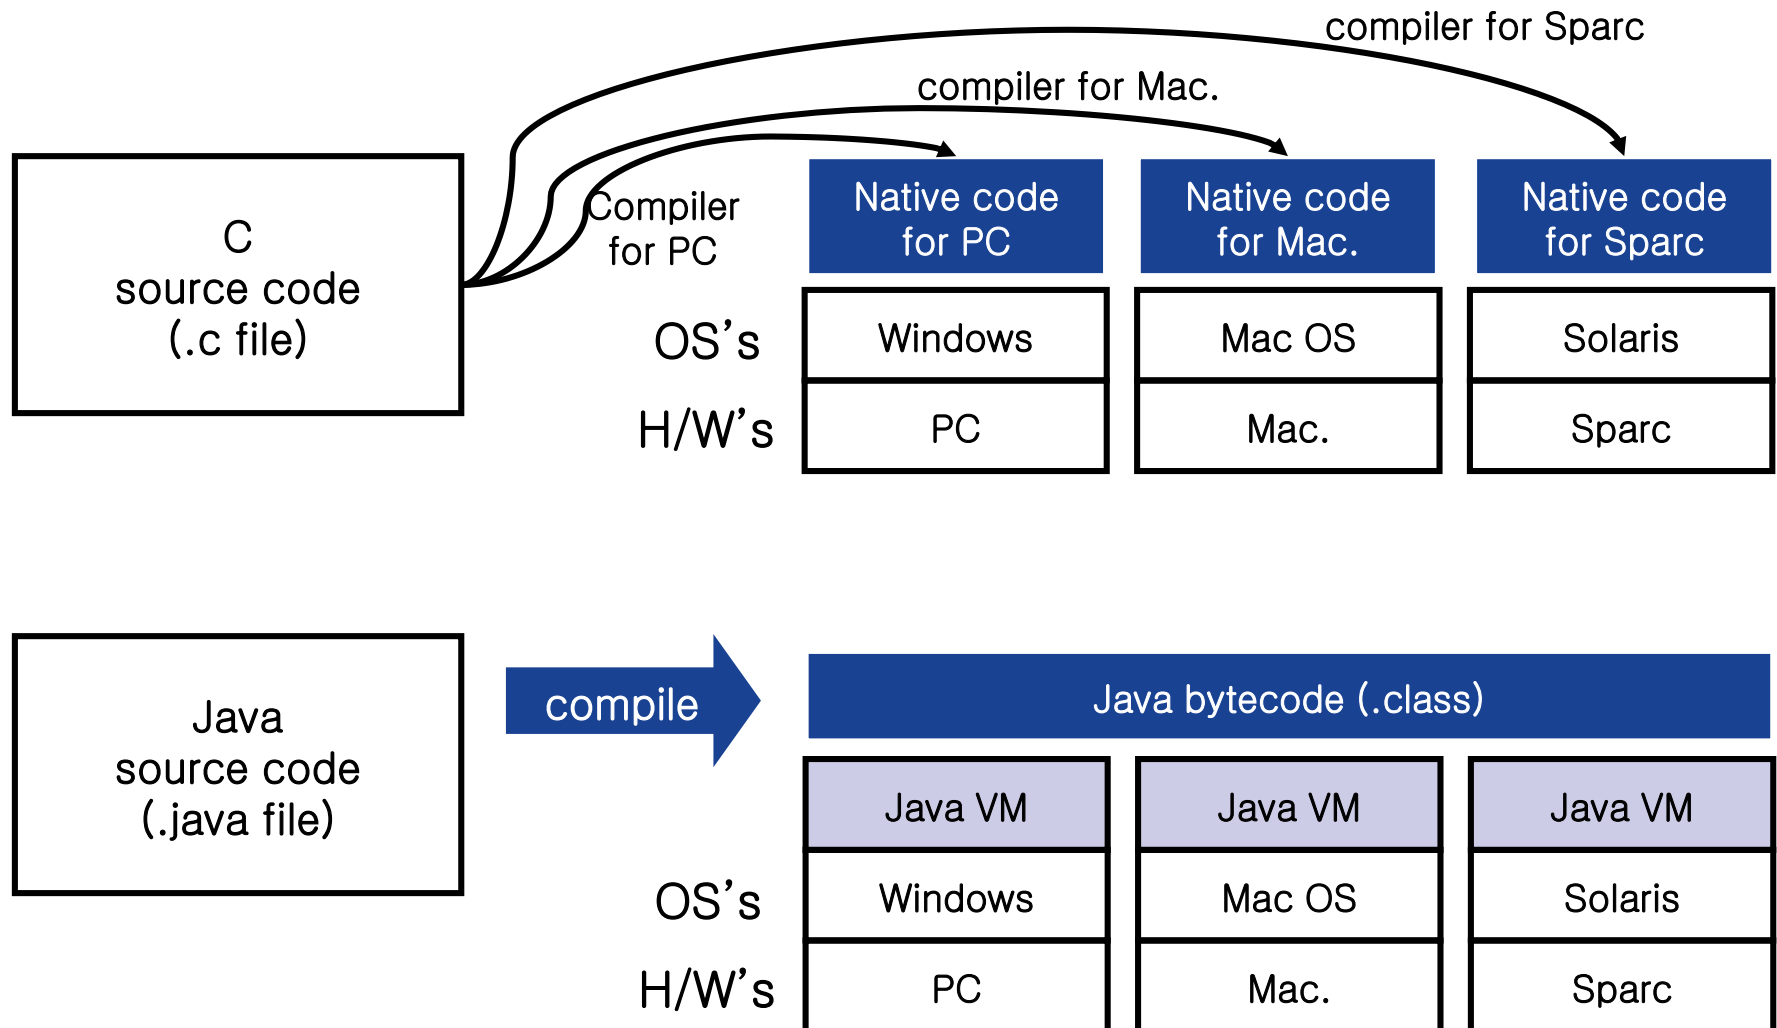 compiler for Sparc
compiler for Mac.
Compiler
for PC
C
source code
(.c file)
Native code
for PC
Native code
for Mac.
Native code
for Sparc
OS's
Windows
Mac OS
Solaris
H/W's
PC
Mac.
Sparc
Java
source code
(.java file)
compile
Java bytecode (.class)
Java VM
Java VM
Java VM
OS's
Windows
Mac OS
Solaris
H/W's
PC
Mac.
Sparc